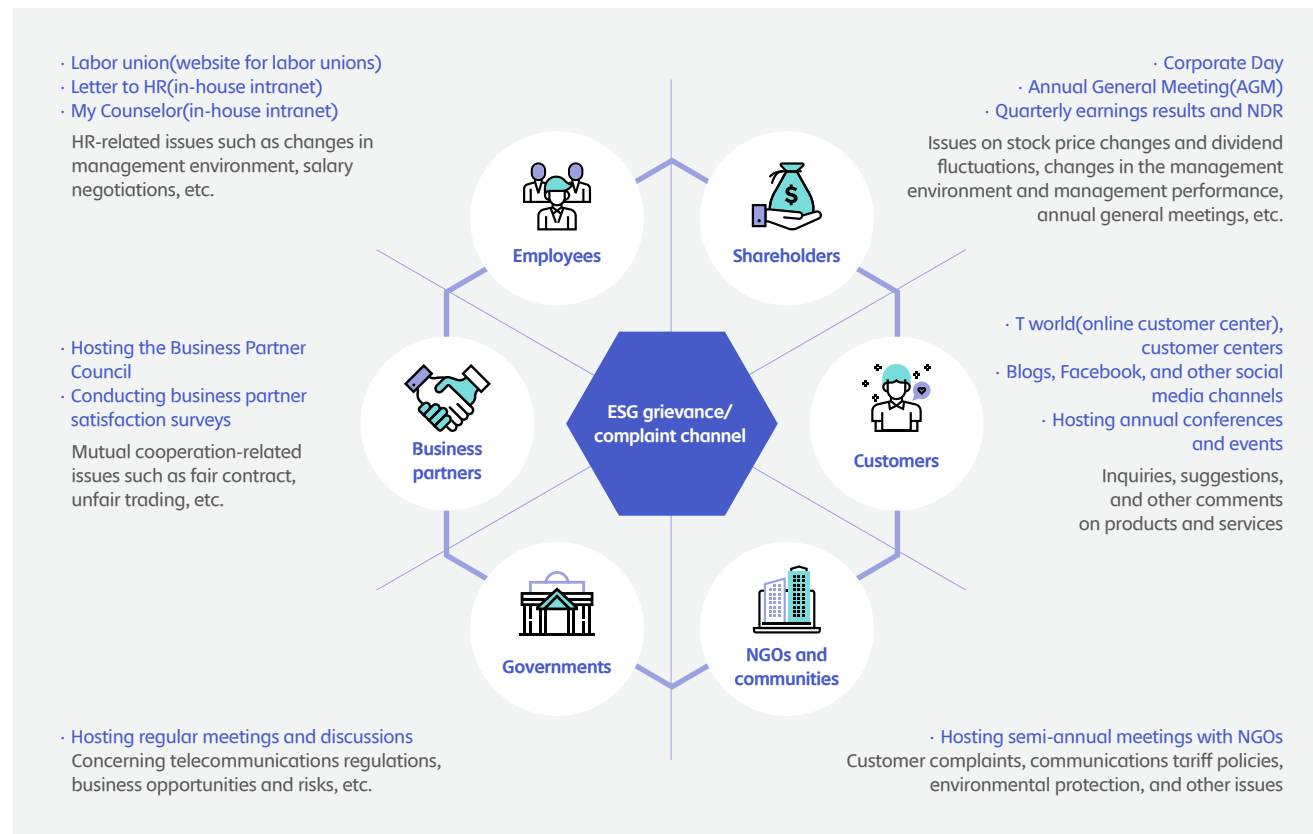 · Labor union(website for labor unions)
· Letter to HR(in-house intranet)
· My Counselor(in-house intranet)
HR-related issues such as changes in
management environment, salary
negotiations, etc.
· Corporate Day
· Annual General Meeting(AGM)
· Quarterly earnings results and NDR
Issues on stock price changes and dividend
fluctuations, changes in the management
environment and management performance,
annual general meetings, etc.
Employees
$
Shareholders
· Hosting the Business Partner
Council
· Conducting business partner
satisfaction surveys
Mutual cooperation-related
issues such as fair contract,
unfair trading, etc.
Business
partners
ESG grievance/
complaint channel
Customers
· T world(online customer center),
customer centers
· Blogs, Facebook, and other social
media channels
· Hosting annual conferences
and events
Inquiries, suggestions,
and other comments
on products and services
Governments
NGOs and
communities
· Hosting regular meetings and discussions
Concerning telecommunications regulations,
business opportunities and risks, etc.
· Hosting semi-annual meetings with NGOs
Customer complaints, communications tariff policies,
environmental protection, and other issues